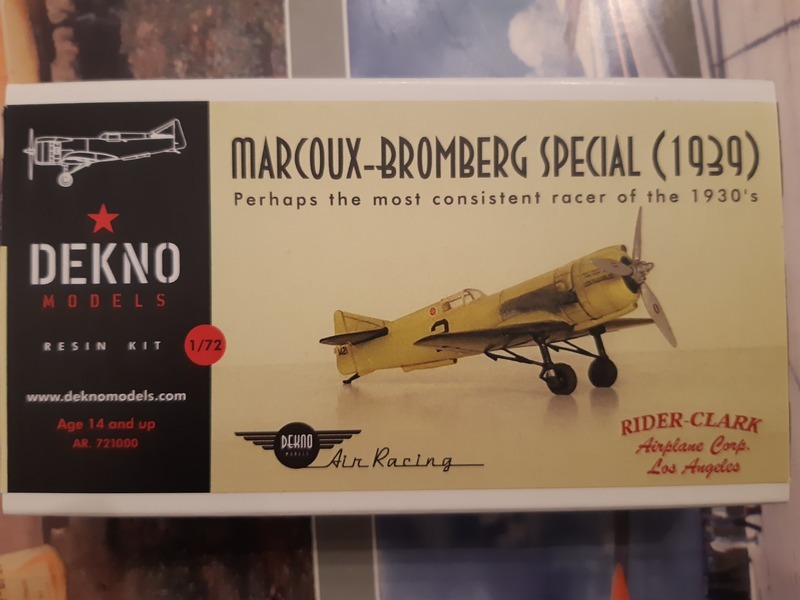 MARCOUX-BROMBERG SPECIAL (1939)
Perhaps the most consistent racer of the 1930's
DEKNO
MODELS
RESIN KIT
1/72
www.deknomodels.com
Age 14 and up
AR. 721000
2
DEKNO
MODELS
Air Racing
RIDER-CLARK
Airplane Corp.
Los Angeles